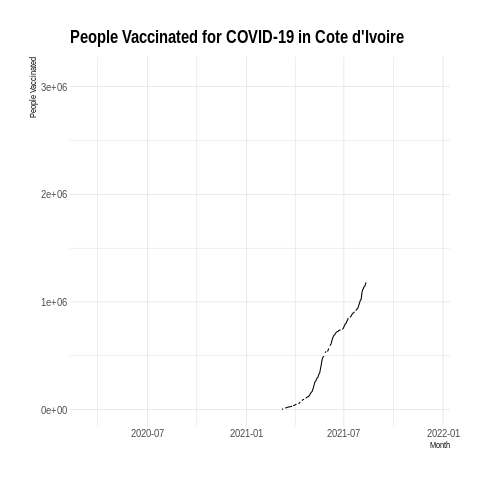 People Vaccinated for COVID-19 in Cote d'Ivoire
People Vaccinated
3e+06
2e+06
1e+06
0e+00
2020-07 2021-01 2021-07 2022-01
Month